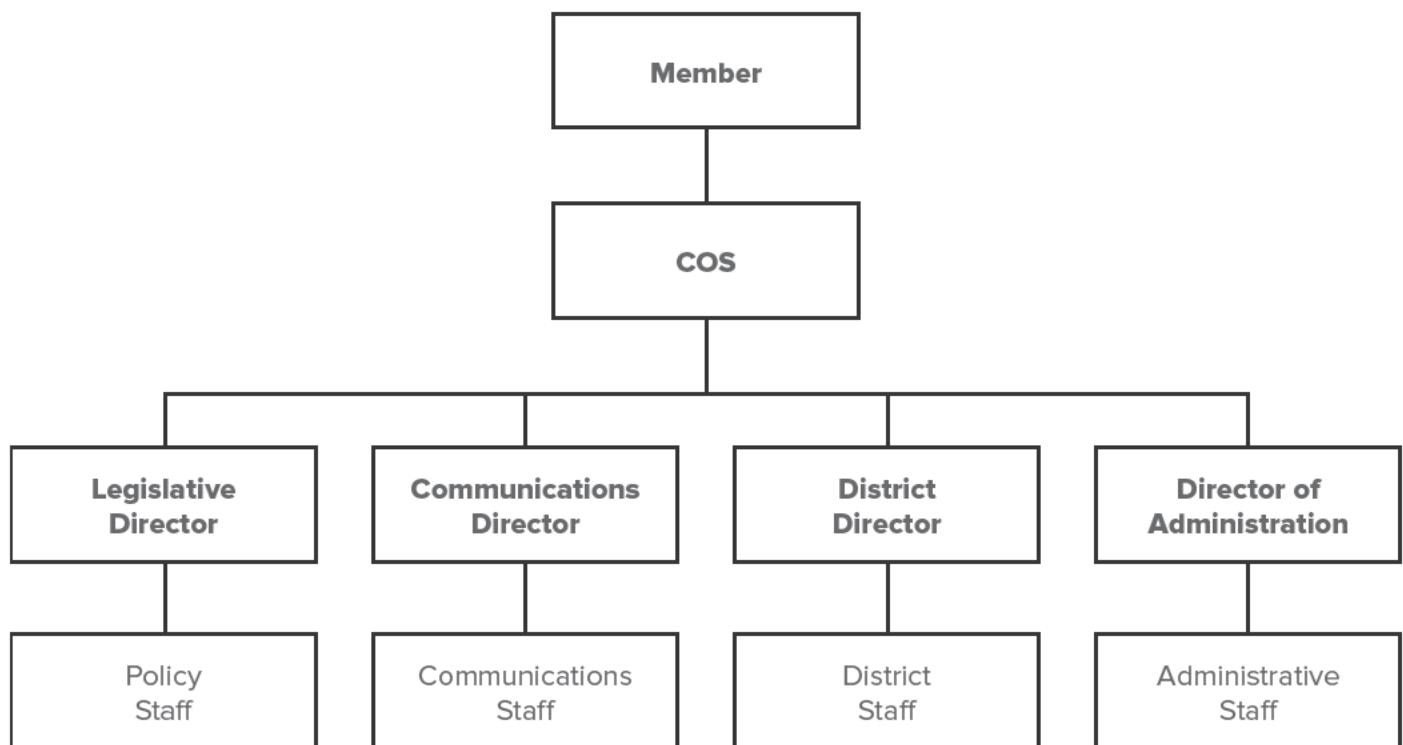 Member
COS
Legislative
Director
Communications
Director
District
Director
Director of
Administration
Policy
Staff
Communications
Staff
District
Staff
Administrative
Staff